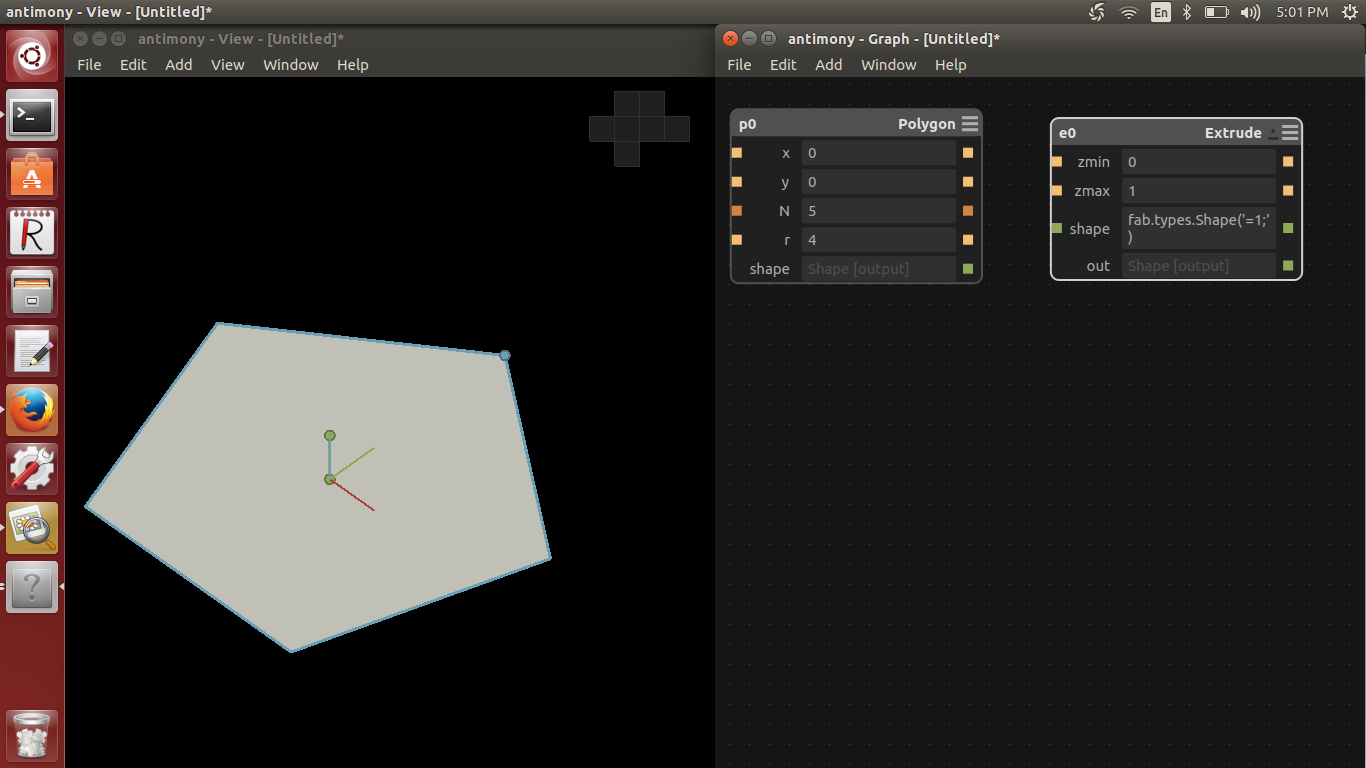 antimony - View - [Untitled]*
En
5:01 PM
antimony - View - [Untitled]*
File Edit Add View Window Help
antimony - Graph - [Untitled]*
File Edit Add Window Help
p0 Polygon
x 0
y 0
N 5
r 4
shape Shape [output]
e0 Extrude
zmin 0
zmax 1
shape fab.types.Shape('=1;'
)
out Shape [output]